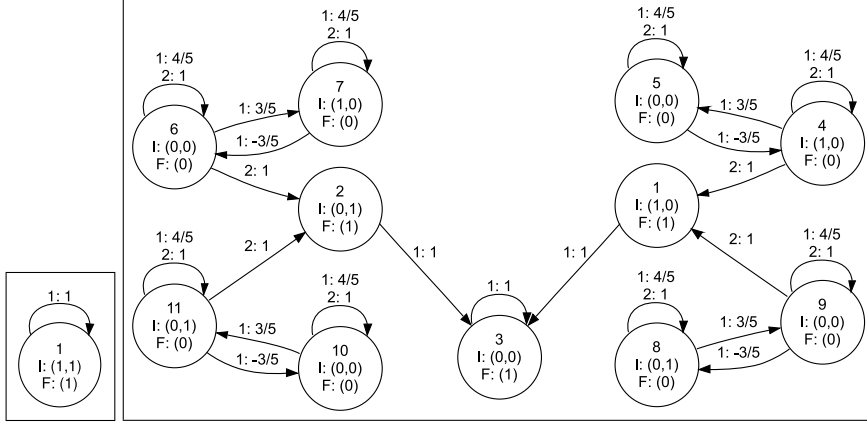 1: 1
1
I: (1,1)
F: (1)
1: 4/5
2: 1
6
I: (0,0)
F: (0)
1: 4/5
2: 1
7
I: (1,0)
F: (0)
1: 3/5
1: -3/5
2: 1
2
I: (0,1)
F: (1)
1: 4/5
2: 1
11
I: (0,1)
F: (0)
2: 1
1: 4/5
2: 1
10
I: (0,0)
F: (0)
1: 3/5
1: -3/5
1: 1
1: 1
3
I: (0,0)
F: (1)
1: 1
1: 4/5
2: 1
5
I: (0,0)
F: (0)
1: 4/5
2: 1
4
I: (1,0)
F: (0)
1: 3/5
1: -3/5
2: 1
1
I: (1,0)
F: (1)
2: 1
1: 4/5
2: 1
9
I: (0,0)
F: (0)
1: 4/5
2: 1
8
I: (0,1)
F: (0)
1: 3/5
1: -3/5